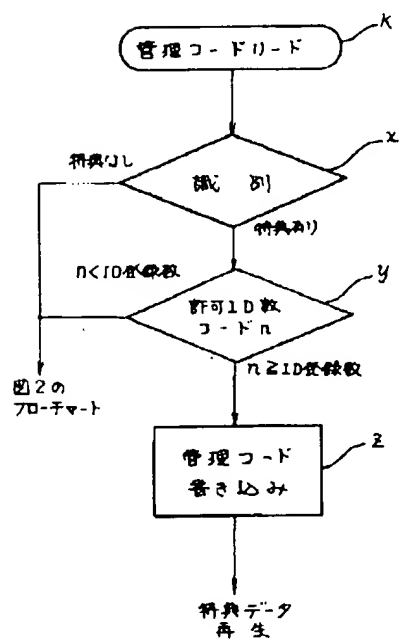 管理コードリード
K
特典なし
識別
x
特典あり
n<ID登録数
許可ID数
コードn
y
n≧ID登録数
図2の
フローチャート
管理コード
書き込み
z
特典データ
再生